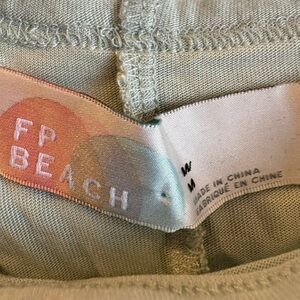 FP
BEACH
W
M
MADE IN CHINA
FABRIQUÉ EN CHINE